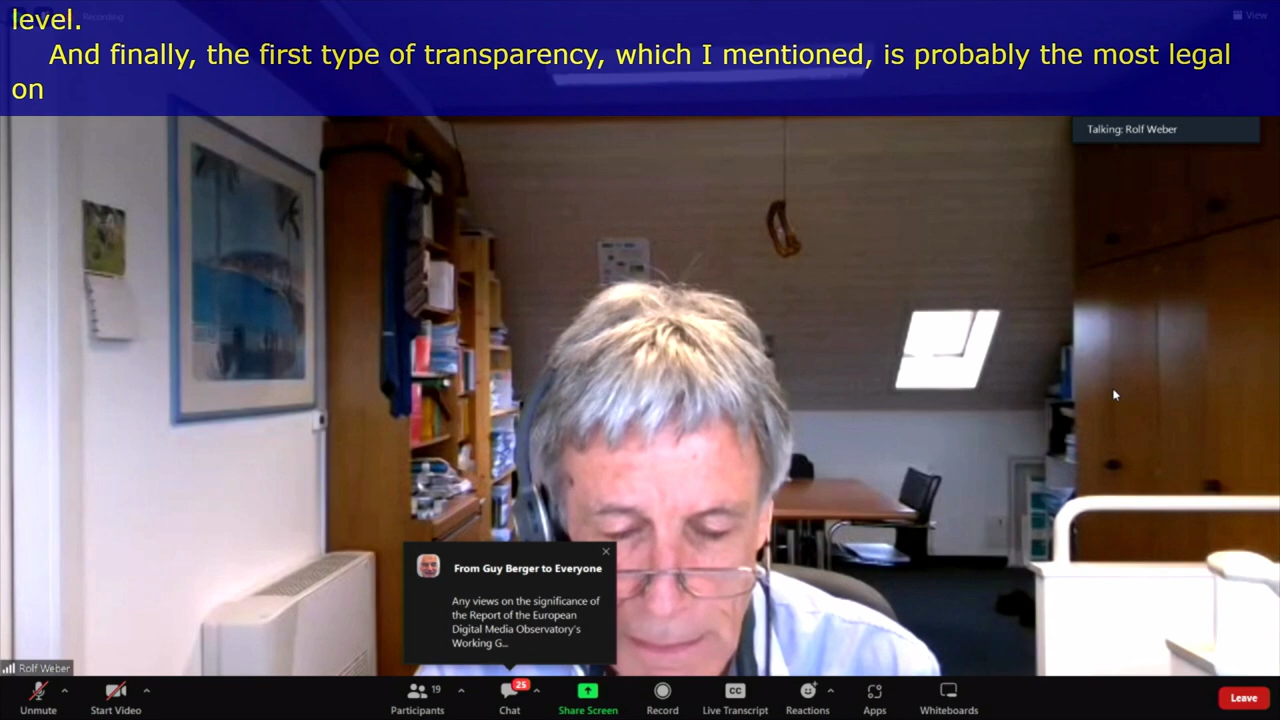 level.
And finally, the first type of transparency, which I mentioned, is probably the most legal
on
Recording
View
Talking: Rolf Weber
From Guy Berger to Everyone
Any views on the significance of
the Report of the European
Digital Media Observatory's
Working G...
Rolf Weber
Unmute
Start Video
19
Participants
25
Chat
Share Screen
Record
CC
Live Transcript
Reactions
Apps
Whiteboards
Leave